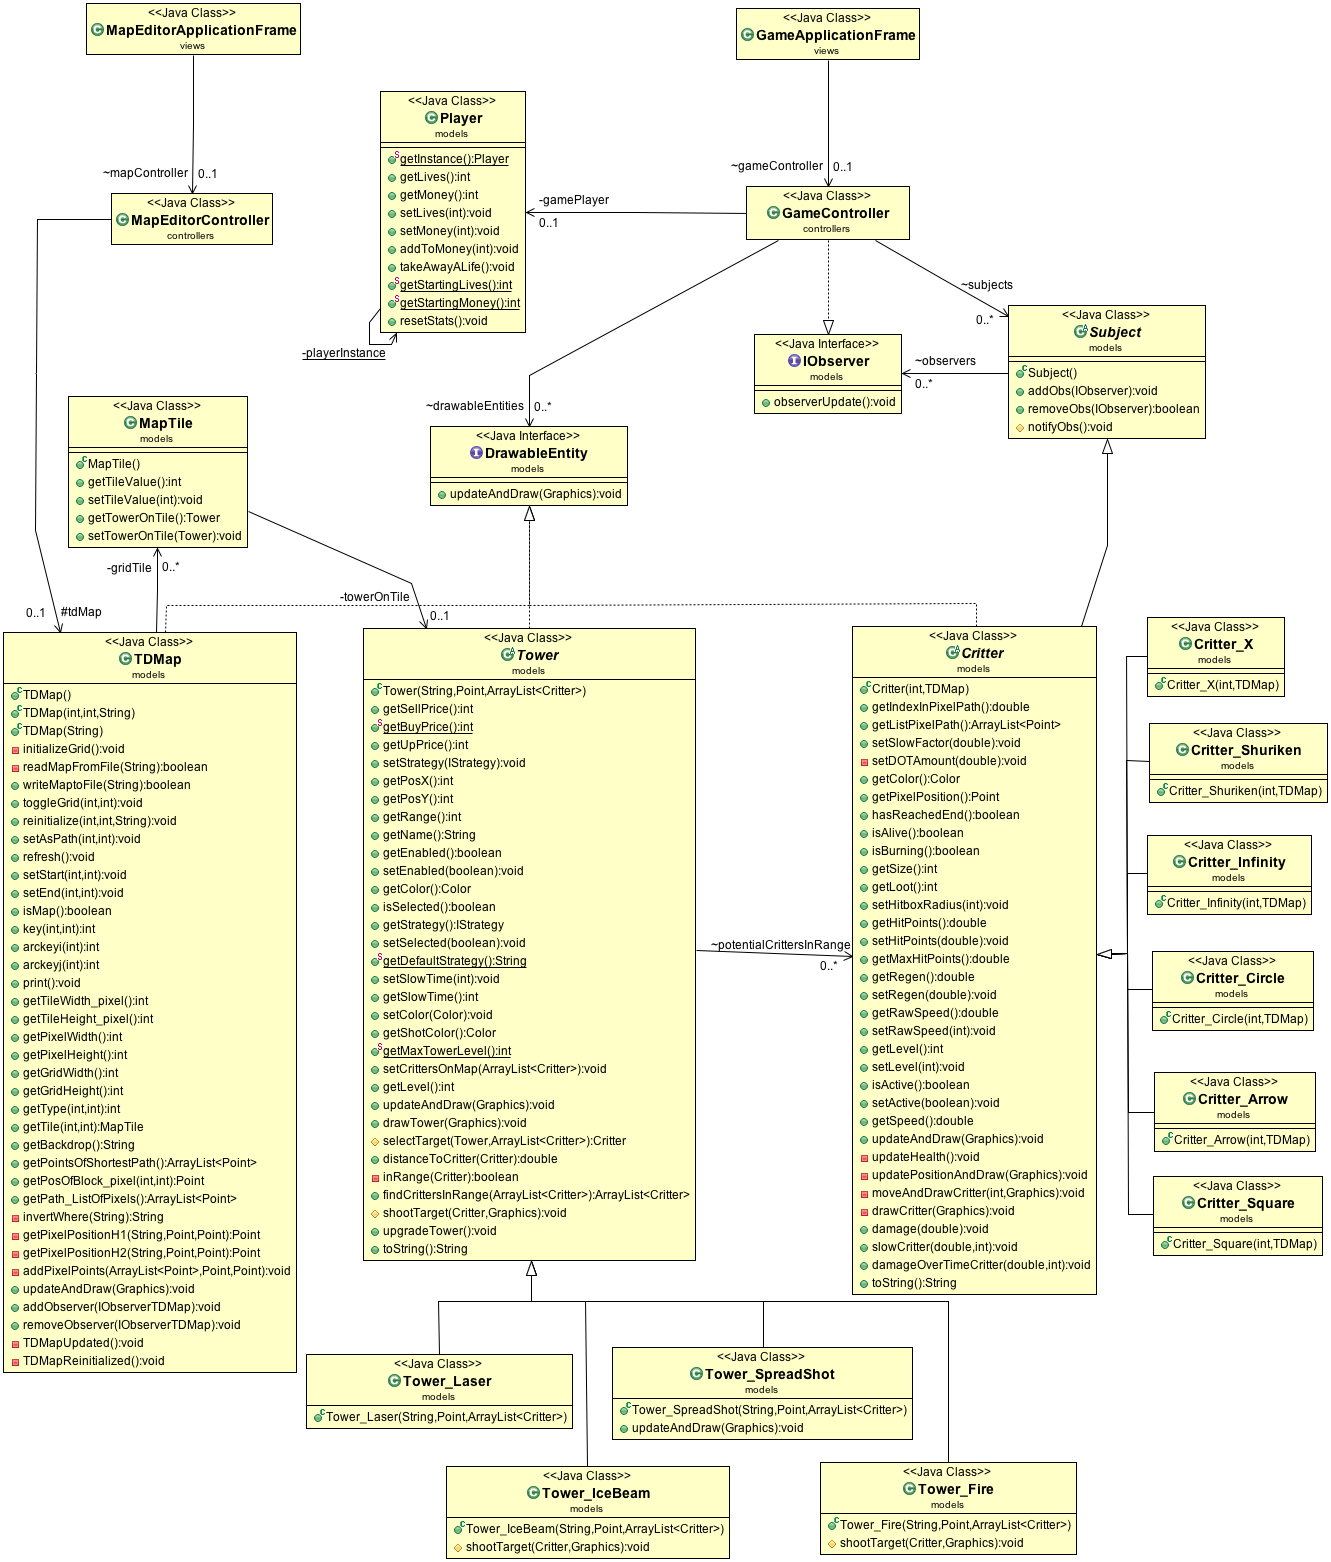 <<Java Class>>
MapEditorApplicationFrame
views
<<Java Class>>
GameApplicationFrame
views
~mapController
0..1
~gameController
0..1
<<Java Class>>
Player
models
getInstance():Player
getLives():int
getMoney():int
setLives(int):void
setMoney(int):void
addToMoney(int):void
takeAwayALife():void
getStartingLives():int
getStartingMoney():int
resetStats():void
-playerInstance
<<Java Class>>
MapEditorController
controllers
-gamePlayer
0..1
<<Java Class>>
GameController
controllers
~subjects
0..*
<<Java Interface>>
IObserver
models
observerUpdate():void
~observers
0..*
<<Java Class>>
Subject
models
Subject()
addObs(IObserver):void
removeObs(IObserver):boolean
notifyObs():void
<<Java Class>>
MapTile
models
MapTile()
getTileValue():int
setTileValue(int):void
getTowerOnTile():Tower
setTowerOnTile(Tower):void
~drawableEntities
0..*
<<Java Interface>>
DrawableEntity
models
updateAndDraw(Graphics):void
-gridTile
0..*
-towerOnTile
0..1
0..1
#tdMap
<<Java Class>>
TDMap
models
TDMap()
TDMap(int,int,String)
TDMap(String)
initializeGrid():void
readMapFromFile(String):boolean
writeMaptoFile(String):boolean
toggleGrid(int,int):void
reinitialize(int,int,String):void
setAsPath(int,int):void
refresh():void
setStart(int,int):void
setEnd(int,int):void
isMap():boolean
key(int,int):int
arckeyi(int):int
arckeyj(int):int
print():void
getTileWidth_pixel():int
getTileHeight_pixel():int
getPixelWidth():int
getPixelHeight():int
getGridWidth():int
getGridHeight():int
getType(int,int):int
getTile(int,int):MapTile
getBackdrop():String
getPointsOfShortestPath():ArrayList<Point>
getPosOfBlock_pixel(int,int):Point
getPath_ListOfPixels():ArrayList<Point>
invertWhere(String):String
getPixelPositionH1(String,Point,Point):Point
getPixelPositionH2(String,Point,Point):Point
addPixelPoints(ArrayList<Point>,Point,Point):void
updateAndDraw(Graphics):void
addObserver(IObserverTDMap):void
removeObserver(IObserverTDMap):void
TDMapUpdated():void
TDMapReinitialized():void
<<Java Class>>
Tower
models
Tower(String,Point,ArrayList<Critter>)
getSellPrice():int
getBuyPrice():int
getUpPrice():int
setStrategy(IStrategy):void
getPosX():int
getPosY():int
getRange():int
getName():String
getEnabled():boolean
setEnabled(boolean):void
getColor():Color
isSelected():boolean
getStrategy():IStrategy
setSelected(boolean):void
getDefaultStrategy():String
setSlowTime(int):void
getSlowTime():int
setColor(Color):void
getShotColor():Color
getMaxTowerLevel():int
setCrittersOnMap(ArrayList<Critter>):void
getLevel():int
updateAndDraw(Graphics):void
drawTower(Graphics):void
selectTarget(Tower,ArrayList<Critter>):Critter
distanceToCritter(Critter):double
inRange(Critter):boolean
findCrittersInRange(ArrayList<Critter>):ArrayList<Critter>
shootTarget(Critter,Graphics):void
upgradeTower():void
toString():String
~potentialCrittersInRange
0..*
<<Java Class>>
Critter
models
Critter(int,TDMap)
getIndexInPixelPath():double
getListPixelPath():ArrayList<Point>
setSlowFactor(double):void
setDOTAmount(double):void
getColor():Color
getPixelPosition():Point
hasReachedEnd():boolean
isAlive():boolean
isBurning():boolean
getSize():int
getLoot():int
setHitboxRadius(int):void
getHitPoints():double
setHitPoints(double):void
getMaxHitPoints():double
getRegen():double
setRegen(double):void
getRawSpeed():double
setRawSpeed(int):void
getLevel():int
setLevel(int):void
isActive():boolean
setActive(boolean):void
getSpeed():double
updateAndDraw(Graphics):void
updateHealth():void
updatePositionAndDraw(Graphics):void
moveAndDrawCritter(int,Graphics):void
drawCritter(Graphics):void
damage(double):void
slowCritter(double,int):void
damageOverTimeCritter(double,int):void
toString():String
<<Java Class>>
Critter_X
models
Critter_X(int,TDMap)
<<Java Class>>
Critter_Shuriken
models
Critter_Shuriken(int,TDMap)
<<Java Class>>
Critter_Infinity
models
Critter_Infinity(int,TDMap)
<<Java Class>>
Critter_Circle
models
Critter_Circle(int,TDMap)
<<Java Class>>
Critter_Arrow
models
Critter_Arrow(int,TDMap)
<<Java Class>>
Critter_Square
models
Critter_Square(int,TDMap)
<<Java Class>>
Tower_Laser
models
Tower_Laser(String,Point,ArrayList<Critter>)
<<Java Class>>
Tower_SpreadShot
models
Tower_SpreadShot(String,Point,ArrayList<Critter>)
updateAndDraw(Graphics):void
<<Java Class>>
Tower_IceBeam
models
Tower_IceBeam(String,Point,ArrayList<Critter>)
shootTarget(Critter,Graphics):void
<<Java Class>>
Tower_Fire
models
Tower_Fire(String,Point,ArrayList<Critter>)
shootTarget(Critter,Graphics):void